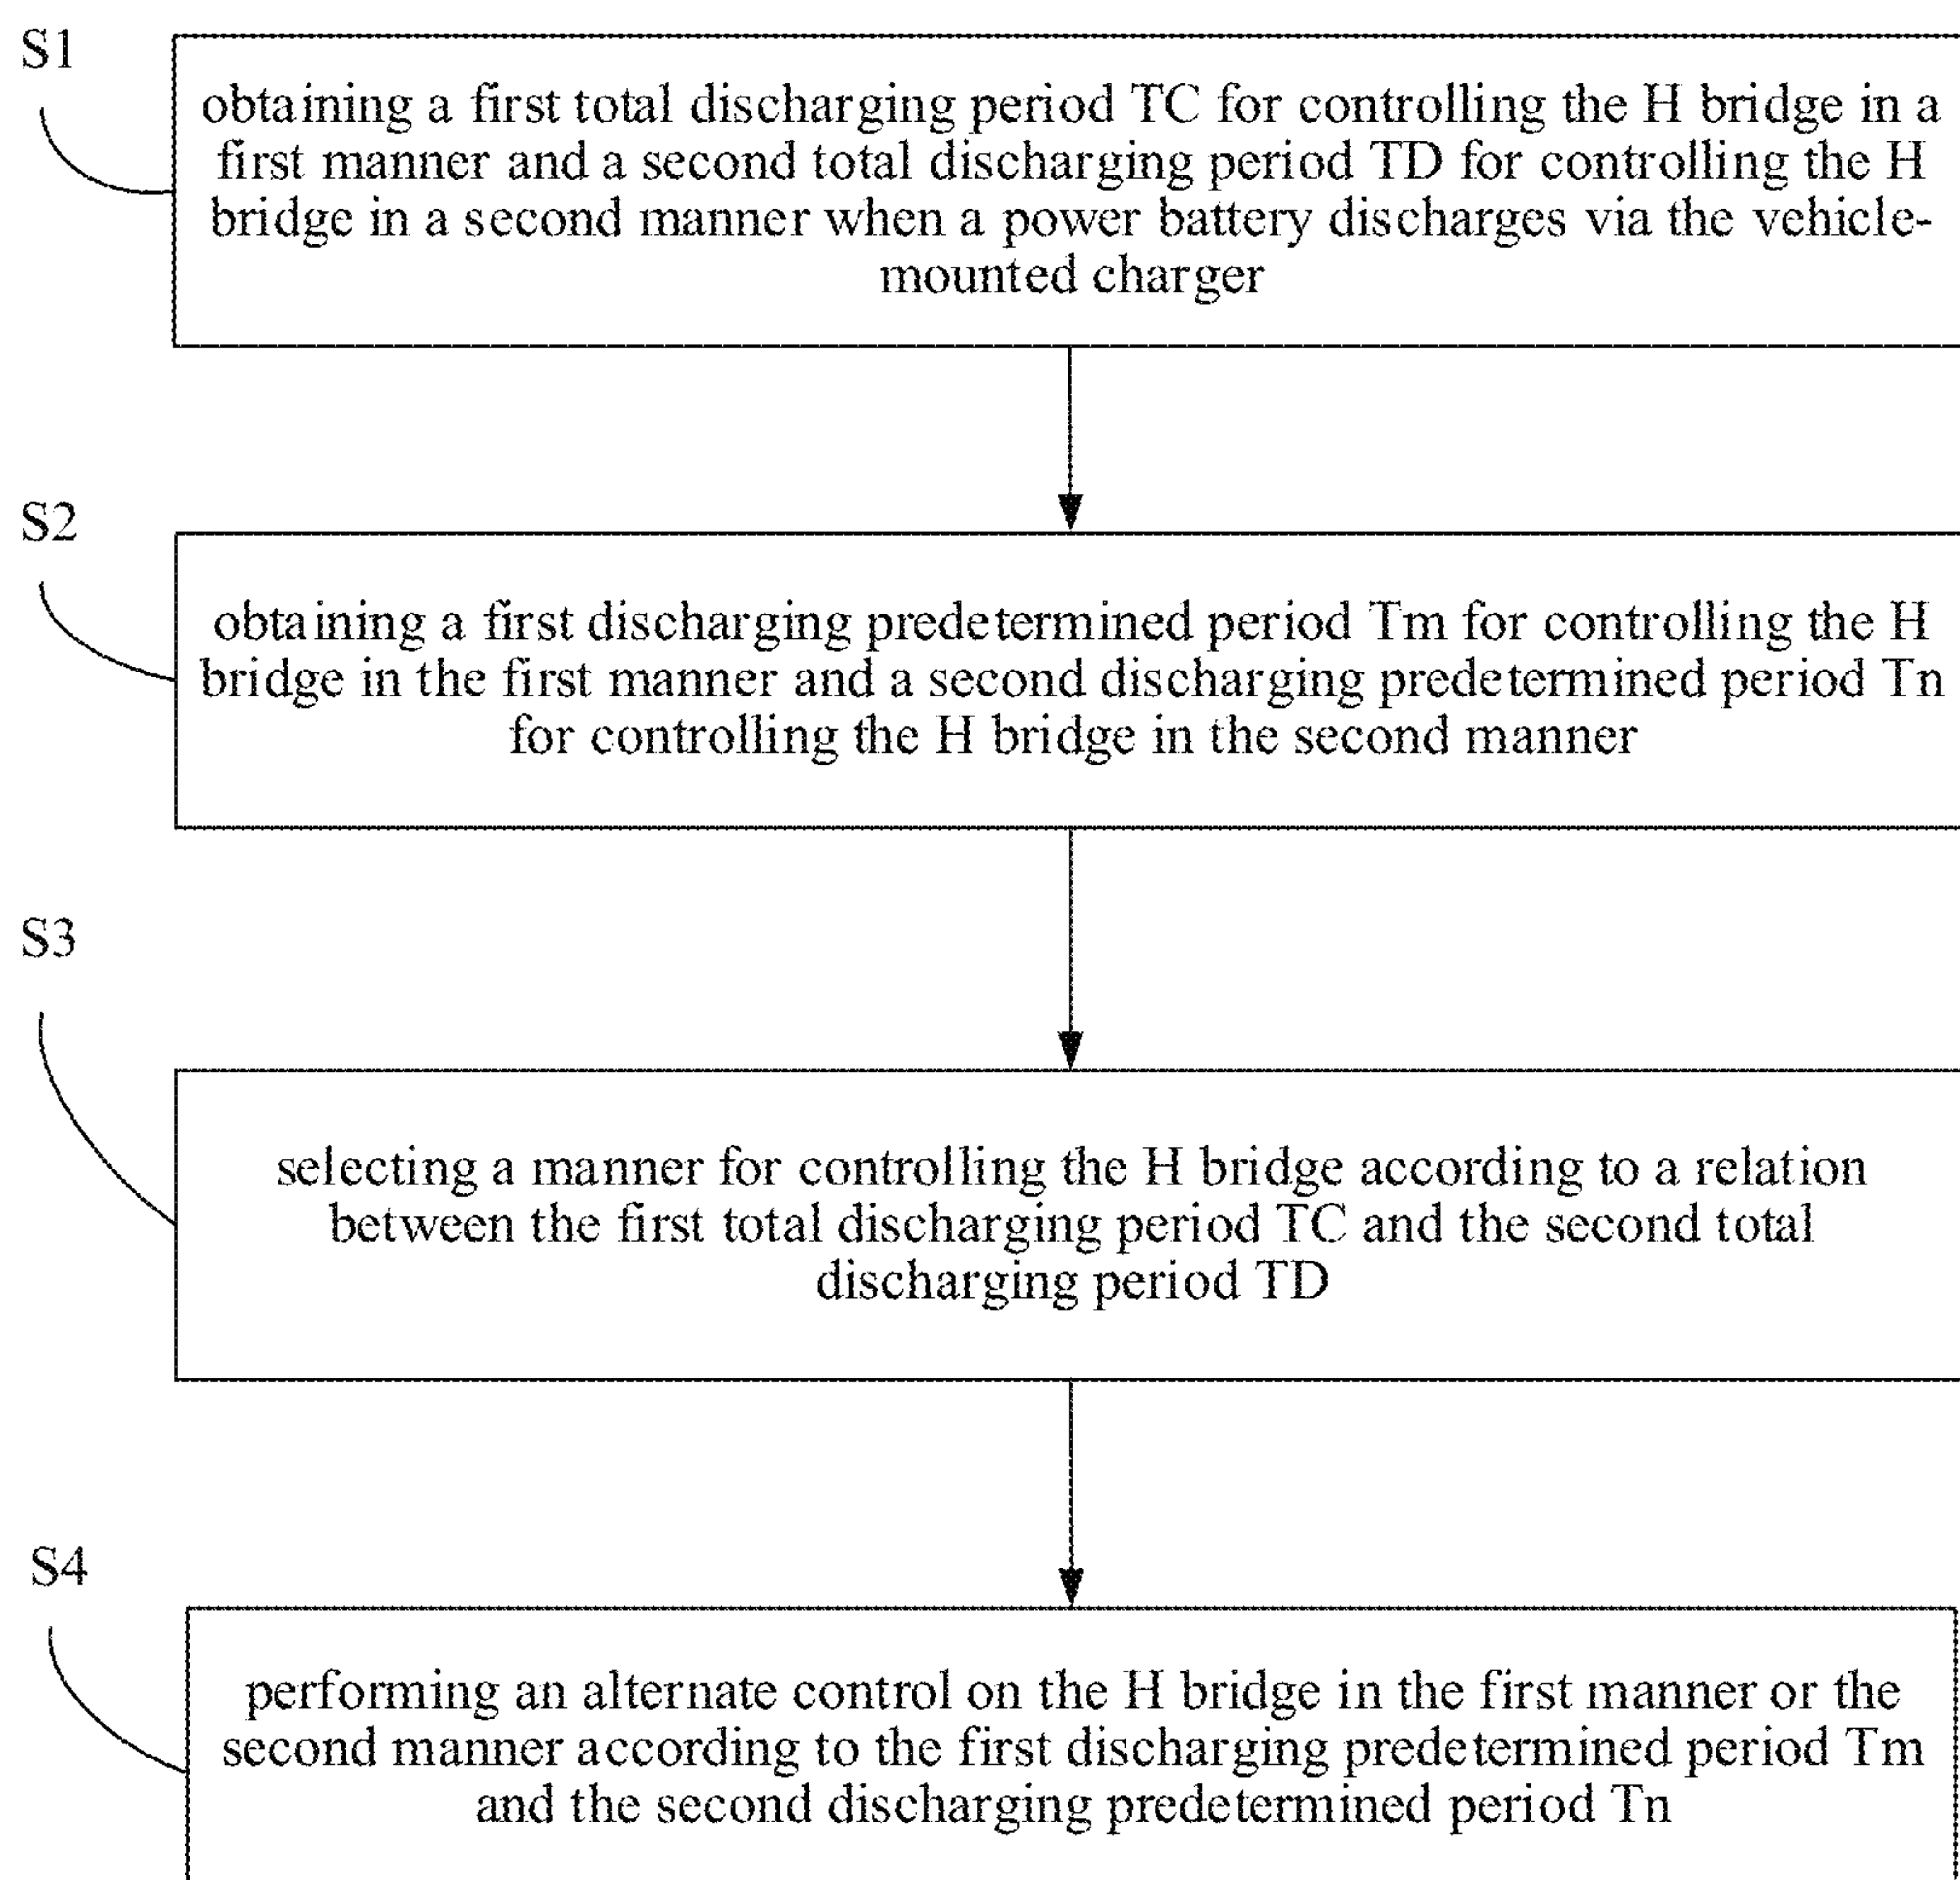 S1
obtaining a first total discharging period TC for controlling the H bridge in a
first manner and a second total discharging period TD for controlling the H
bridge in a second manner when a power battery discharges via the vehicle-
mounted charger
S2
obtaining a first discharging predetermined period Tm for controlling the H
bridge in the first manner and a second discharging predetermined period Tn
for controlling the H bridge in the second manner
S3
selecting a manner for controlling the H bridge according to a relation
between the first total discharging period TC and the second total
discharging period TD
S4
performing an alternate control on the H bridge in the first manner or the
second manner according to the first discharging predetermined period Tm
and the second discharging predetermined period Tn